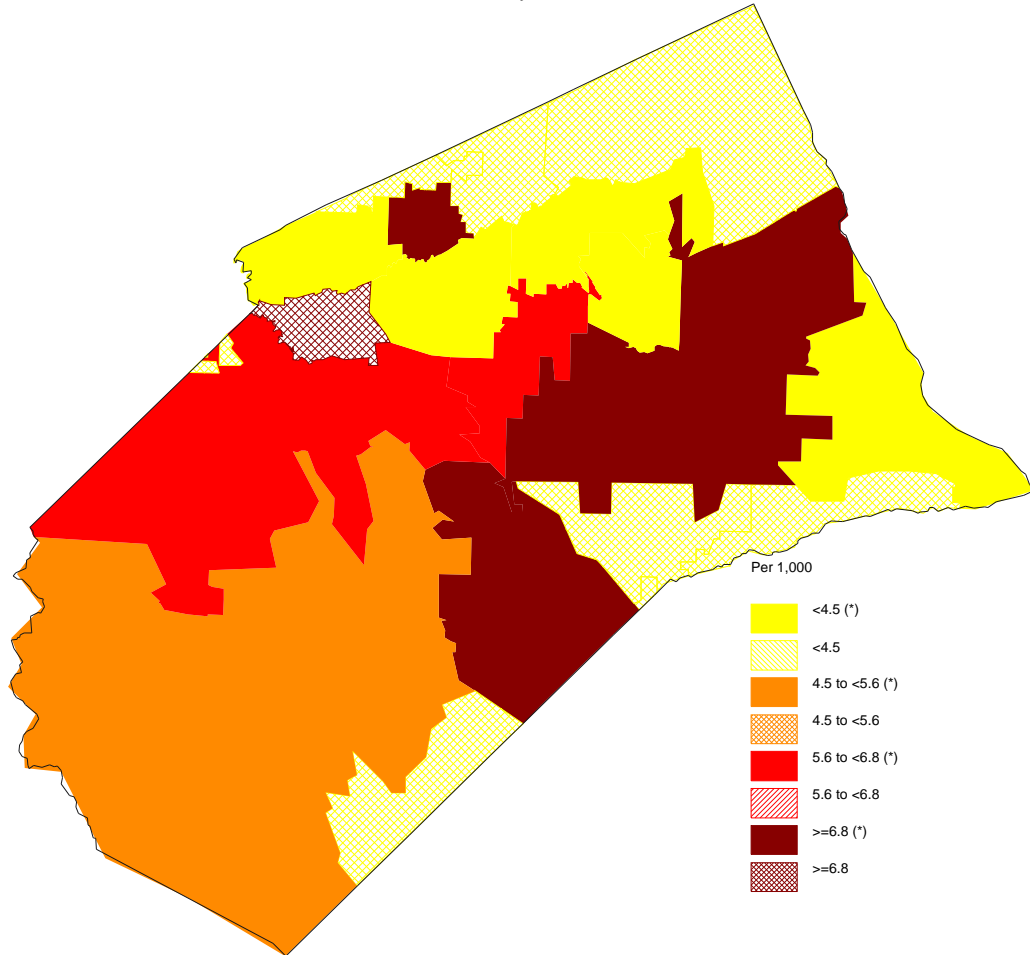 Per 1,000
<4.5 (*)
<4.5
4.5 to <5.6 (*)
4.5 to <5.6
5.6 to <6.8 (*)
5.6 to <6.8
>=6.8 (*)
>=6.8